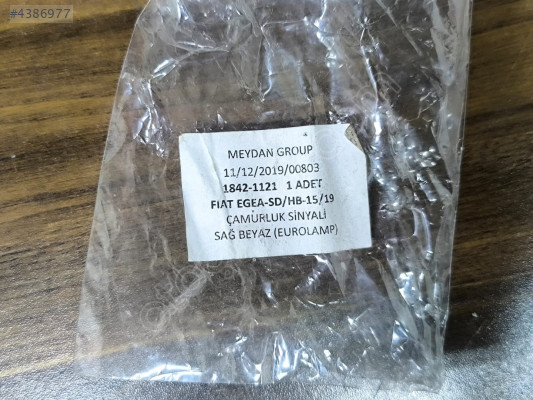 #4386977
MEYDAN GROUP
11/12/2019/00803
1842-1121 1 ADET
FIAT EGEA-SD/HB-15/19
ÇAMURLUK SİNYALİ
SAĞ BEYAZ (EUROLAMP)